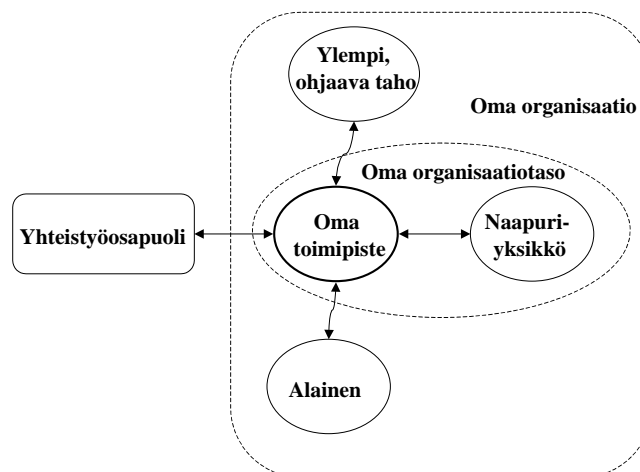 Ylempi,
ohjaava taho
Oma organisaatio
Oma organisaatiotaso
Yhteistyöosapuoli
Oma
toimipiste
Naapuri-
yksikkö
Alainen